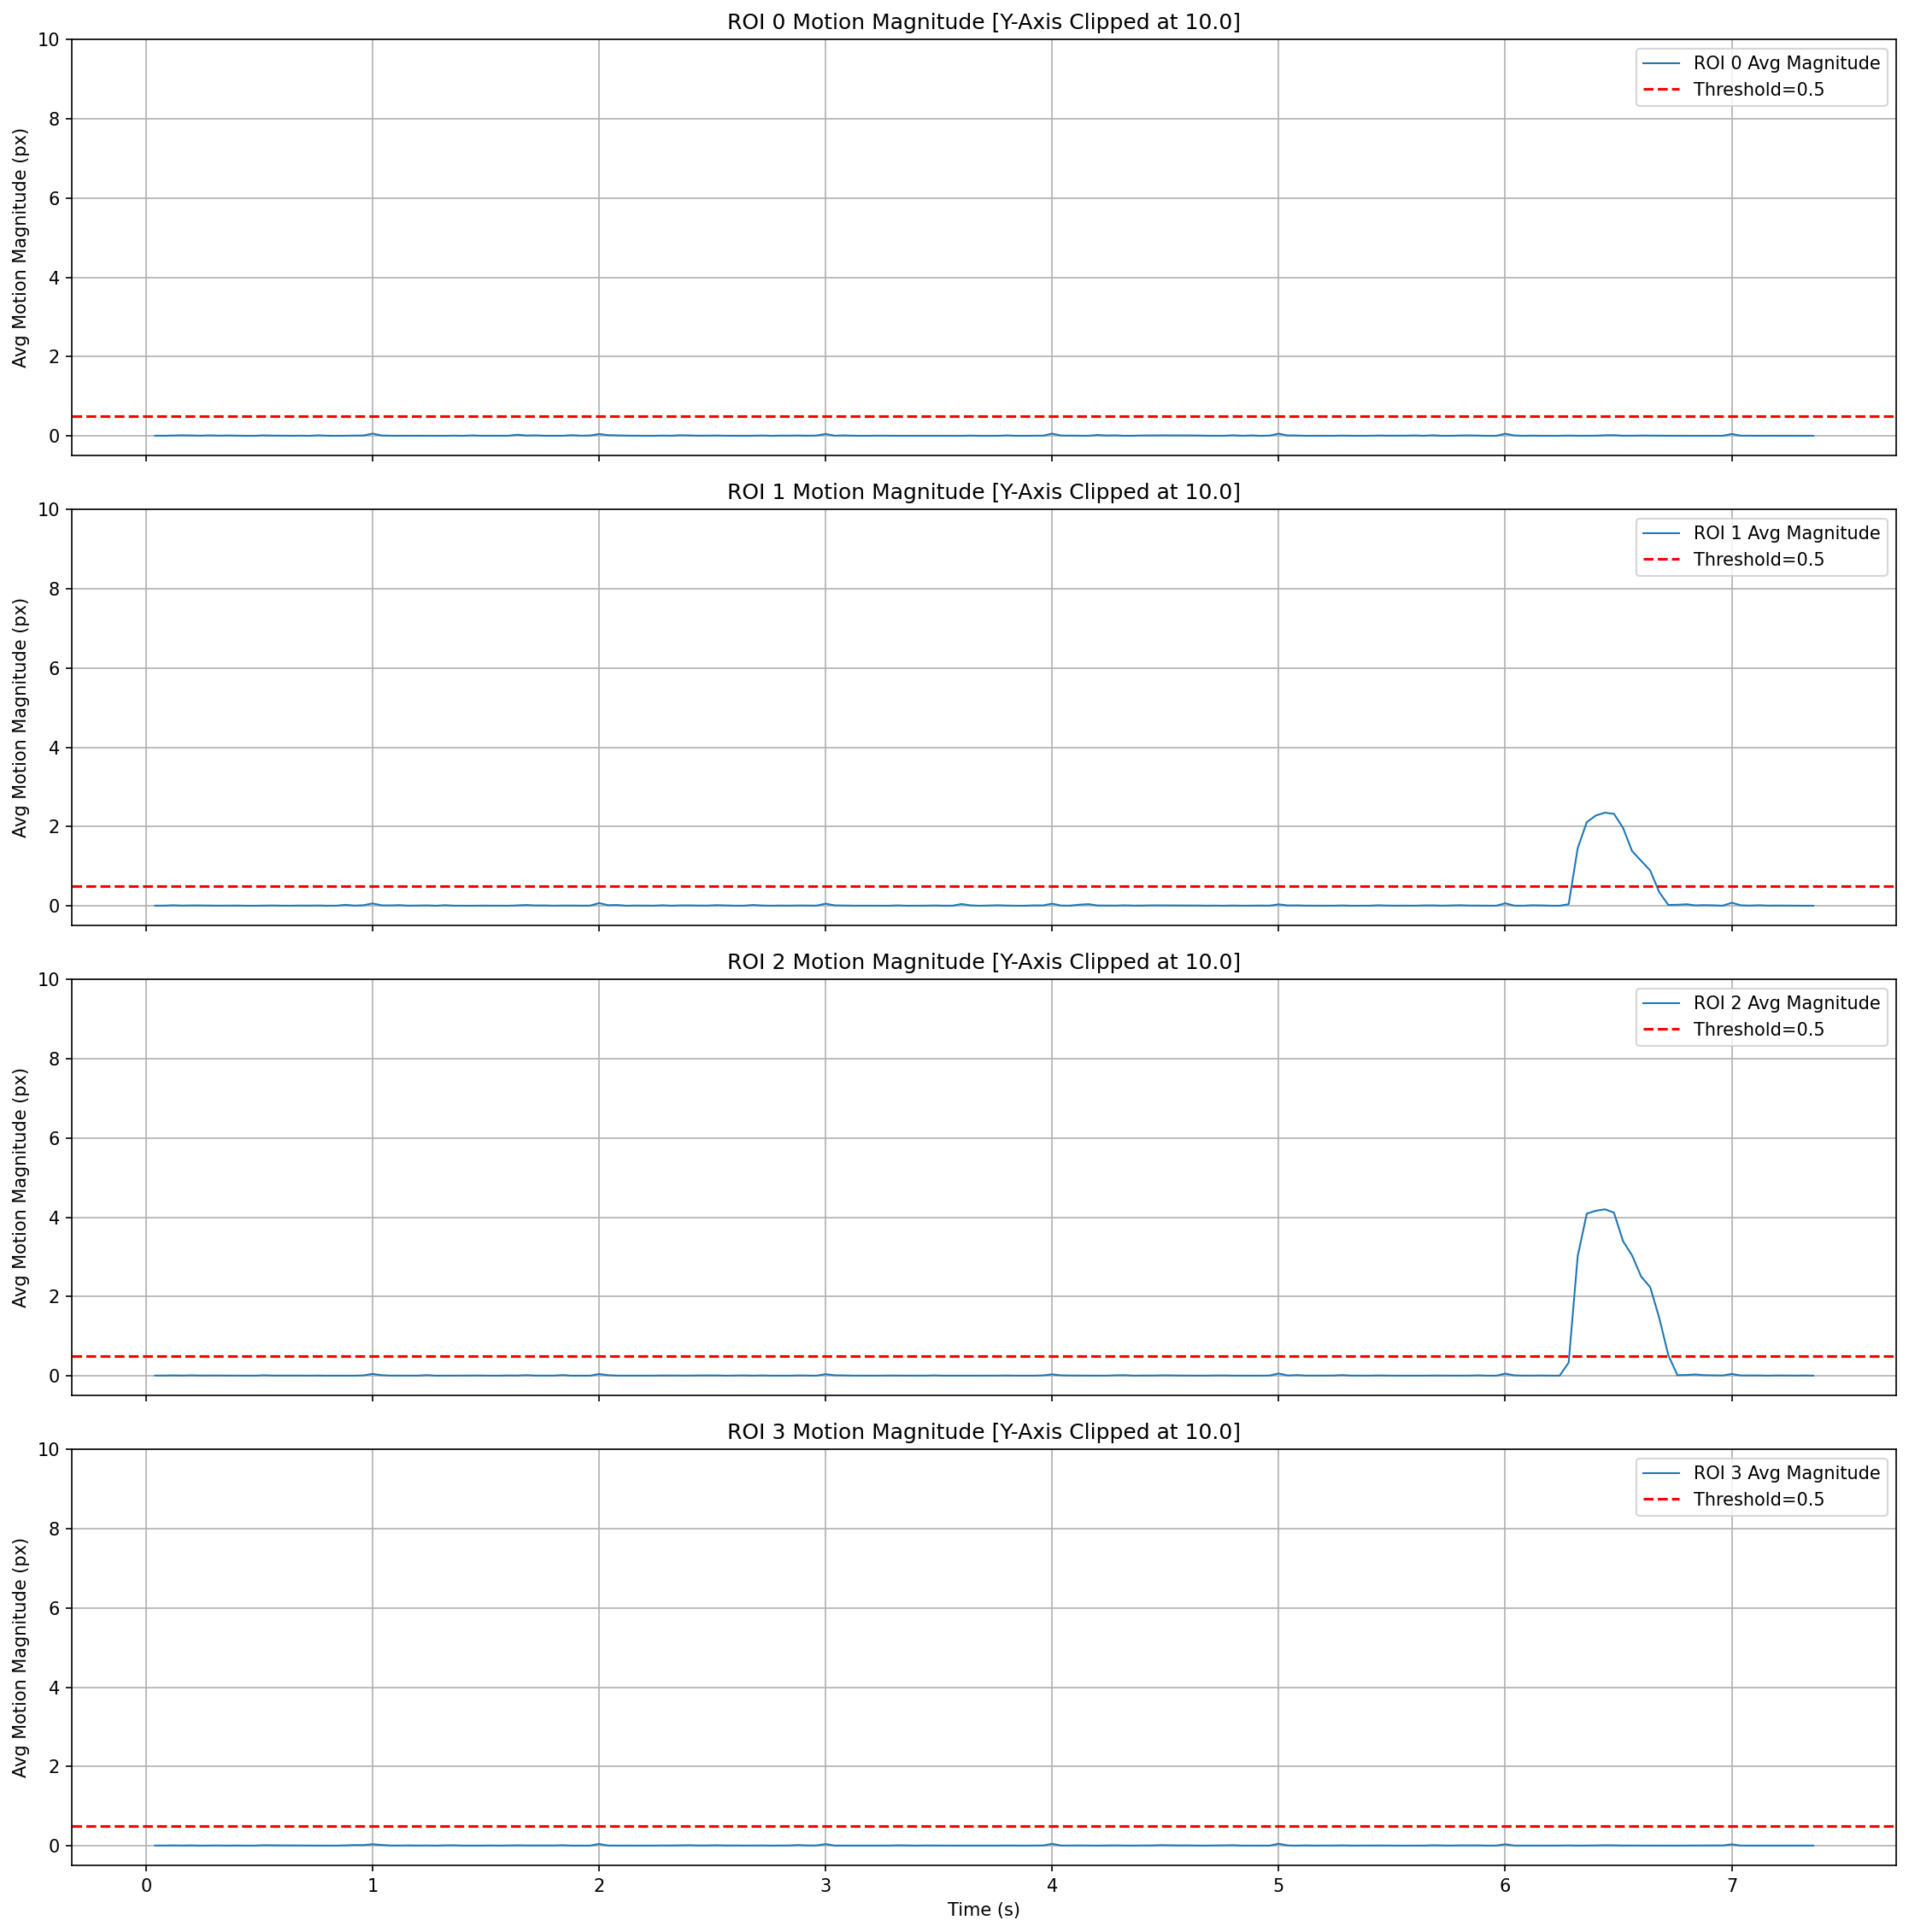 ROI 0 Motion Magnitude [Y-Axis Clipped at 10.0]
10
8
6
4
2
0
Avg Motion Magnitude (px)
ROI 0 Avg Magnitude
Threshold=0.5
ROI 1 Motion Magnitude [Y-Axis Clipped at 10.0]
10
8
6
4
2
0
Avg Motion Magnitude (px)
ROI 1 Avg Magnitude
Threshold=0.5
ROI 2 Motion Magnitude [Y-Axis Clipped at 10.0]
10
8
6
4
2
0
Avg Motion Magnitude (px)
ROI 2 Avg Magnitude
Threshold=0.5
ROI 3 Motion Magnitude [Y-Axis Clipped at 10.0]
10
8
6
4
2
0
Avg Motion Magnitude (px)
ROI 3 Avg Magnitude
Threshold=0.5
0 1 2 3 4 5 6 7
Time (s)